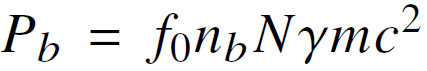 P_b = f_0 n_b N γ m c^2